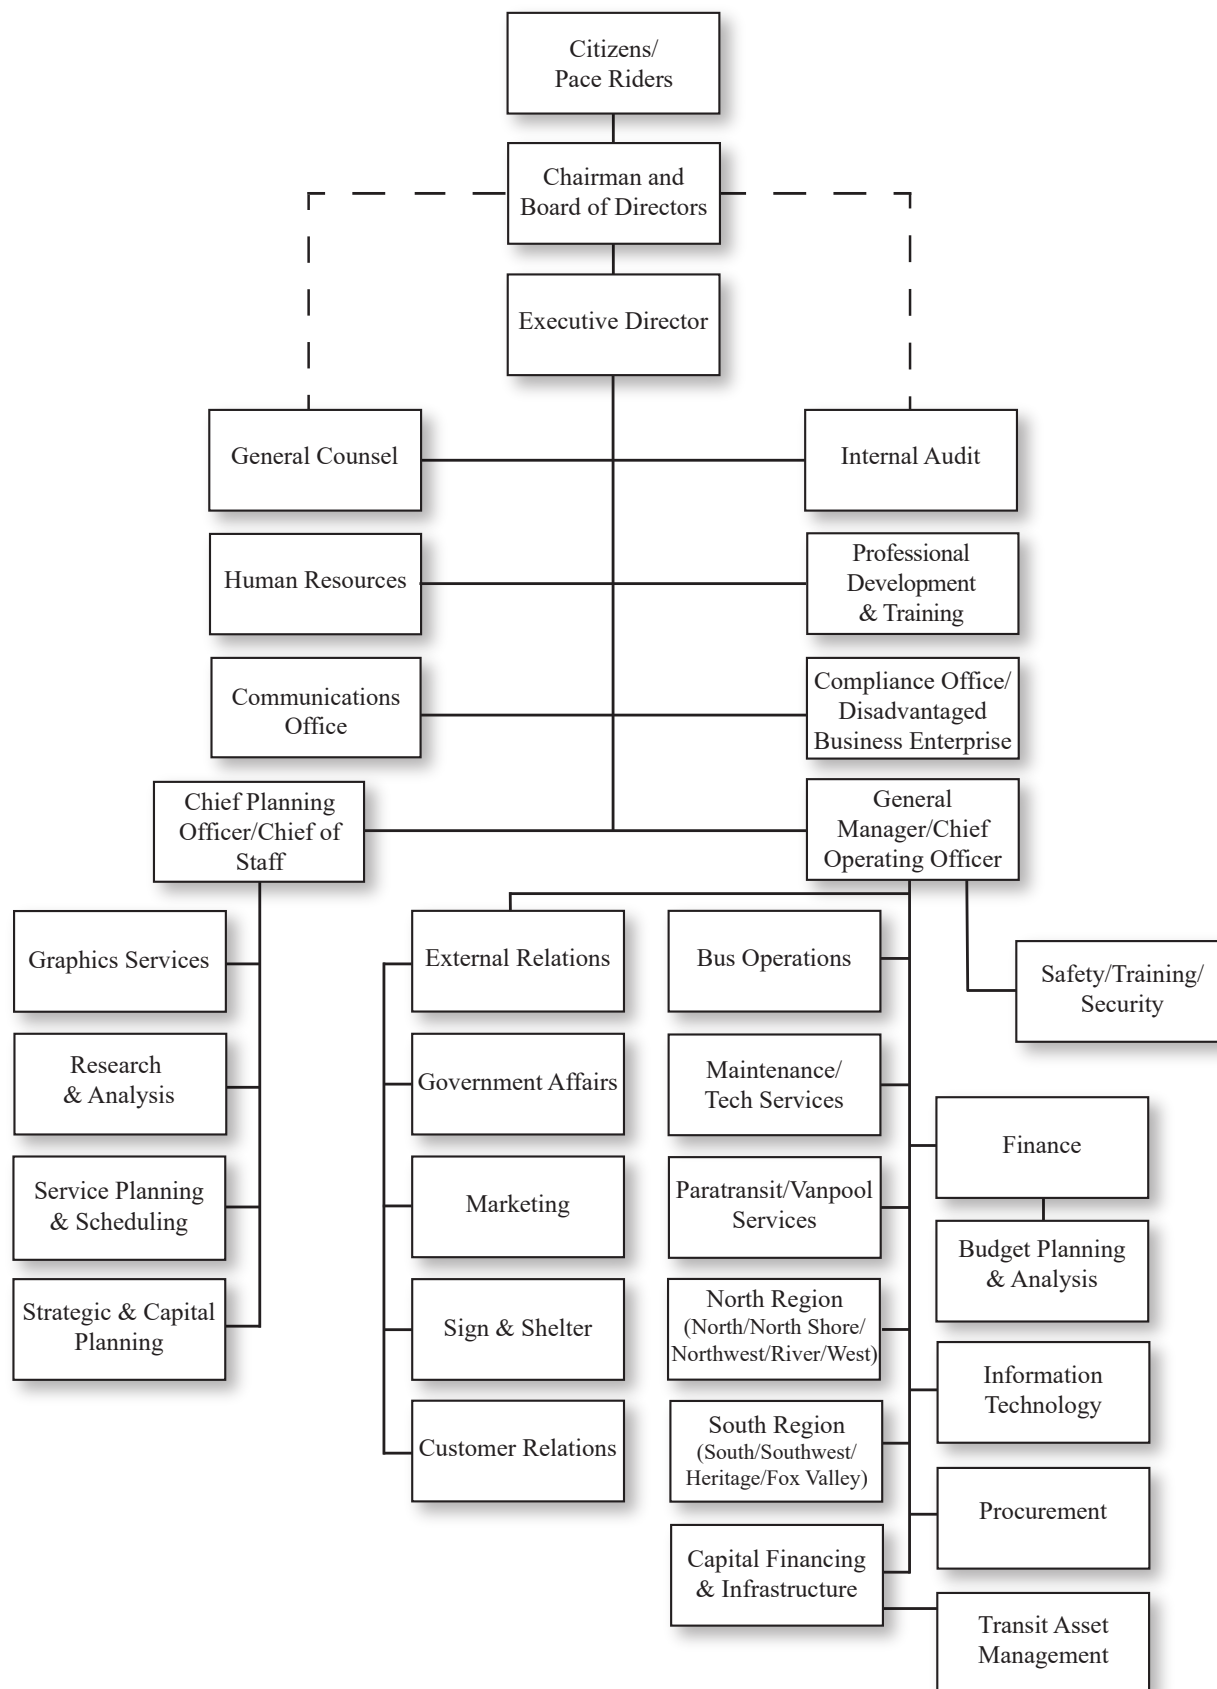 Citizens/
Pace Riders
Chairman and
Board of Directors
Executive Director
General Counsel
Internal Audit
Human Resources
Professional
Development
& Training
Communications
Office
Compliance Office/
Disadvantaged
Business Enterprise
Chief Planning
Officer/Chief of
Staff
General
Manager/Chief
Operating Officer
Graphics Services
Research
& Analysis
Service Planning
& Scheduling
Strategic & Capital
Planning
External Relations
Government Affairs
Marketing
Sign & Shelter
Customer Relations
Bus Operations
Maintenance/
Tech Services
Paratransit/Vanpool
Services
North Region
(North/North Shore/
Northwest/River/West)
South Region
(South/Southwest/
Heritage/Fox Valley)
Capital Financing
& Infrastructure
Safety/Training/
Security
Finance
Budget Planning
& Analysis
Information
Technology
Procurement
Transit Asset
Management